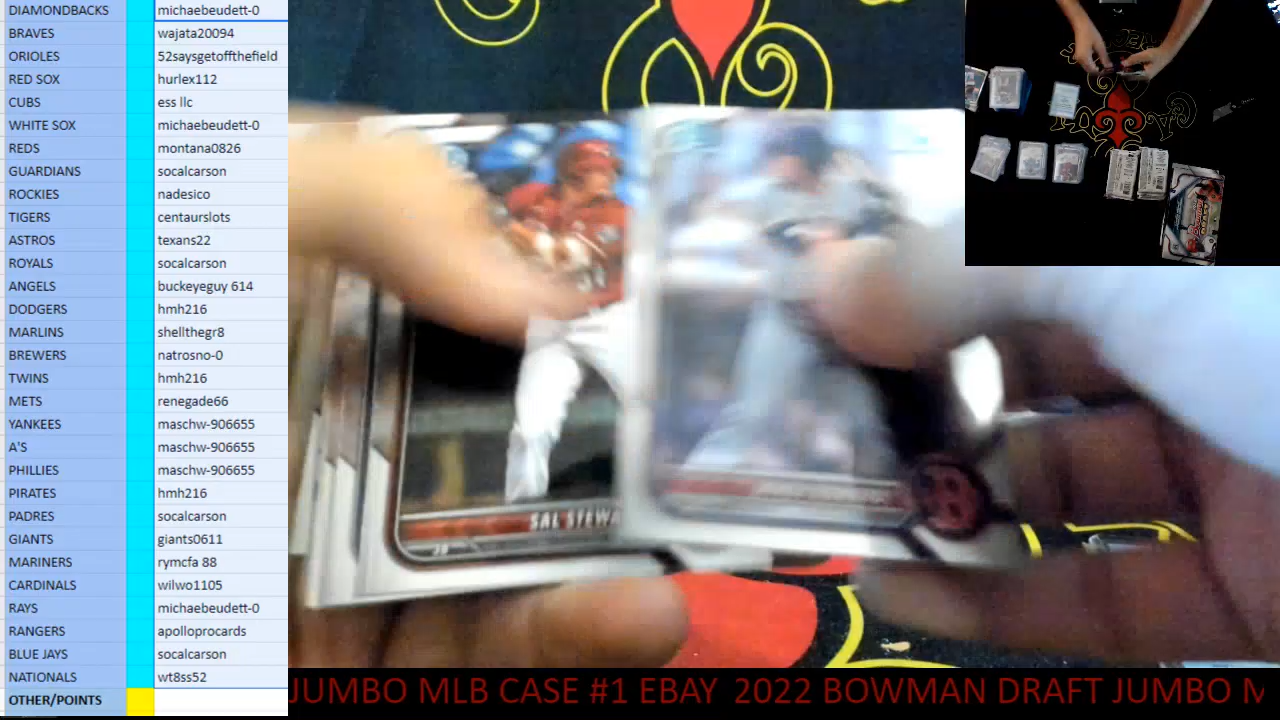 DIAMONDBACKS michaebeudett-0
BRAVES wajata20094
ORIOLES 52saysgetoffthefield
RED SOX hurlex112
CUBS ess llc
WHITE SOX michaebeudett-0
REDS montana0826
GUARDIANS socalcarson
ROCKIES nadesico
TIGERS centaurslots
ASTROS texans22
ROYALS socalcarson
ANGELS buckeyeguy 614
DODGERS hmh216
MARLINS shellthegr8
BREWERS natrosno-0
TWINS hmh216
METS renegade66
YANKEES maschw-906655
A'S maschw-906655
PHILLIES maschw-906655
PIRATES hmh216
PADRES socalcarson
GIANTS giants0611
MARINERS rymcfa 88
CARDINALS wilwo1105
RAYS michaebeudett-0
RANGERS apolloprocards
BLUE JAYS socalcarson
NATIONALS wt8ss52
OTHER/POINTS
SAL STEWA
JUMBO MLB CASE #1 EBAY 2022 BOWMAN DRAFT JUMBO M